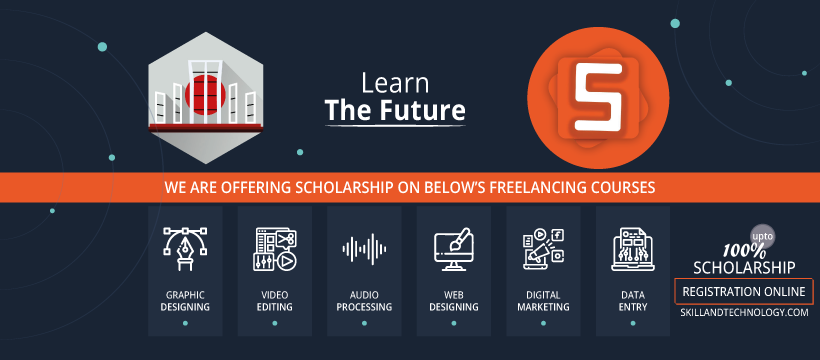 Learn
The Future
S
WE ARE OFFERING SCHOLARSHIP ON BELOW'S FREELANCING COURSES
GRAPHIC
DESIGNING
VIDEO
EDITING
AUDIO
PROCESSING
WEB
DESIGNING
DIGITAL
MARKETING
DATA
ENTRY
upto
100%
SCHOLARSHIP
REGISTRATION ONLINE
SKILLANDTECHNOLOGY.COM